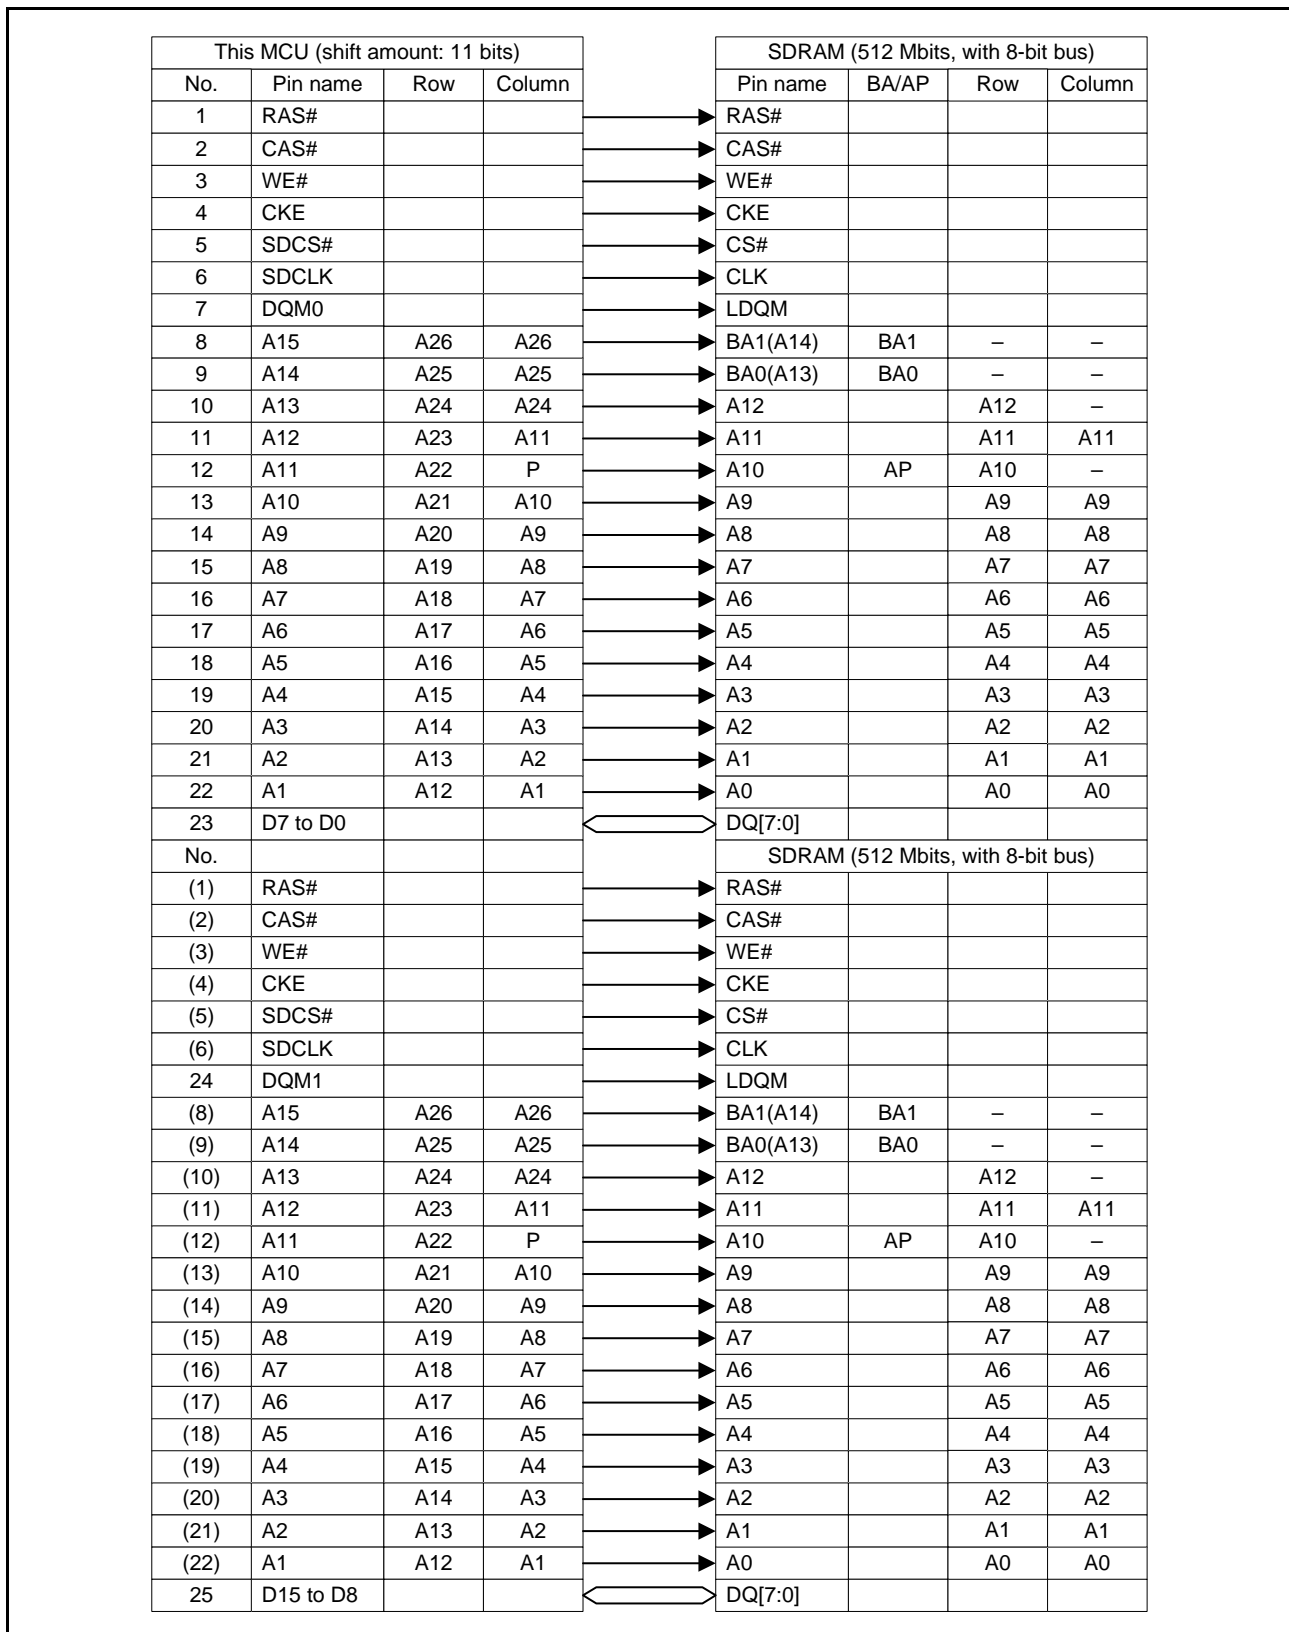 This MCU (shift amount: 11 bits) SDRAM (512 Mbits, with 8-bit bus)
No. Pin name Row Column Pin name BA/AP Row Column
1 RAS# RAS#
2 CAS# CAS#
3 WE# WE#
4 CKE CKE
5 SDCS# CS#
6 SDCLK CLK
7 DQM0 LDQM
8 A15 A26 A26 BA1(A14) BA1 – –
9 A14 A25 A25 BA0(A13) BA0 – –
10 A13 A24 A24 A12 A12 –
11 A12 A23 A11 A11 A11 A11
12 A11 A22 P A10 AP A10 –
13 A10 A21 A10 A9 A9 A9
14 A9 A20 A9 A8 A8 A8
15 A8 A19 A8 A7 A7 A7
16 A7 A18 A7 A6 A6 A6
17 A6 A17 A6 A5 A5 A5
18 A5 A16 A5 A4 A4 A4
19 A4 A15 A4 A3 A3 A3
20 A3 A14 A3 A2 A2 A2
21 A2 A13 A2 A1 A1 A1
22 A1 A12 A1 A0 A0 A0
23 D7 to D0 DQ[7:0]
No. SDRAM (512 Mbits, with 8-bit bus)
(1) RAS# RAS#
(2) CAS# CAS#
(3) WE# WE#
(4) CKE CKE
(5) SDCS# CS#
(6) SDCLK CLK
24 DQM1 LDQM
(8) A15 A26 A26 BA1(A14) BA1 – –
(9) A14 A25 A25 BA0(A13) BA0 – –
(10) A13 A24 A24 A12 A12 –
(11) A12 A23 A11 A11 A11 A11
(12) A11 A22 P A10 AP A10 –
(13) A10 A21 A10 A9 A9 A9
(14) A9 A20 A9 A8 A8 A8
(15) A8 A19 A8 A7 A7 A7
(16) A7 A18 A7 A6 A6 A6
(17) A6 A17 A6 A5 A5 A5
(18) A5 A16 A5 A4 A4 A4
(19) A4 A15 A4 A3 A3 A3
(20) A3 A14 A3 A2 A2 A2
(21) A2 A13 A2 A1 A1 A1
(22) A1 A12 A1 A0 A0 A0
25 D15 to D8 DQ[7:0]